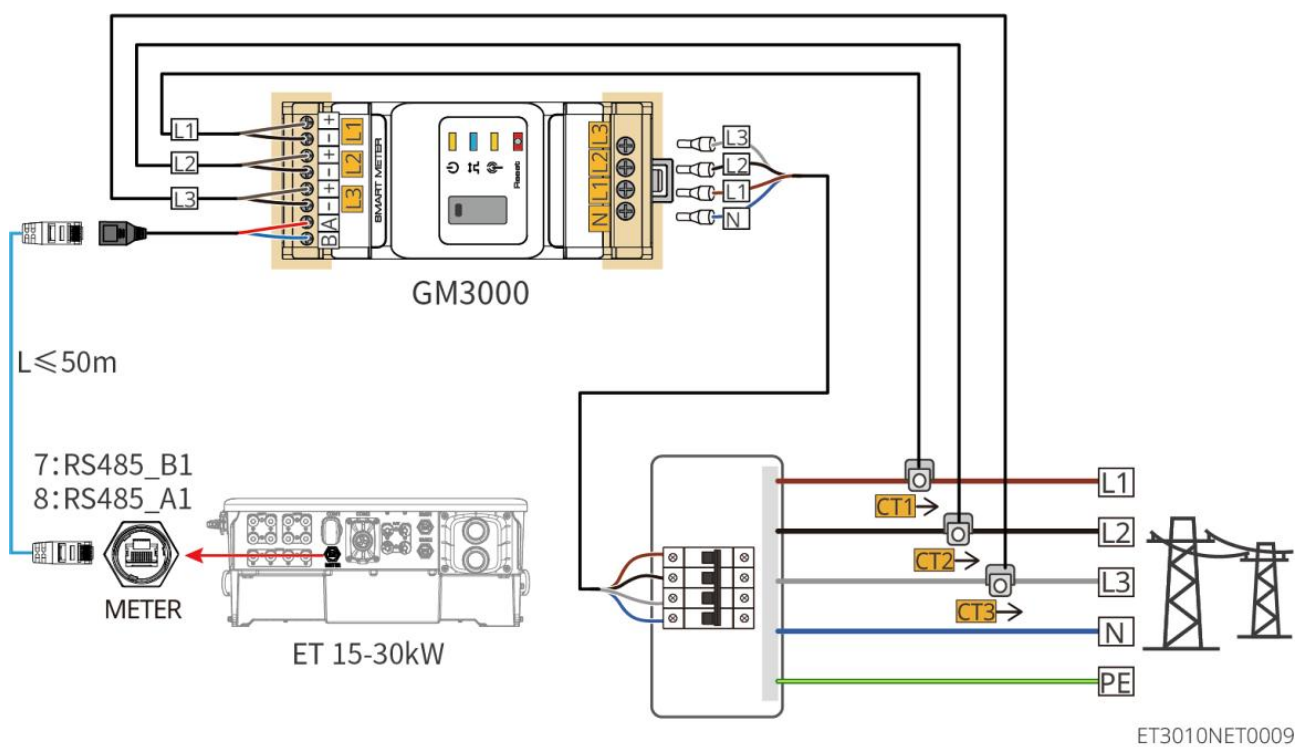 L1
L2
L3
+
-
+
-
+
-
A
B
L1
L2
L3
SMART METER
Reset
L3
L2
L1
N
L3
L2
L1
N
GM3000
L≤50m
7:RS485_B1
8:RS485_A1
METER
METER
ET 15-30kW
CT1
CT2
CT3
L1
L2
L3
N
PE
ET3010NET0009